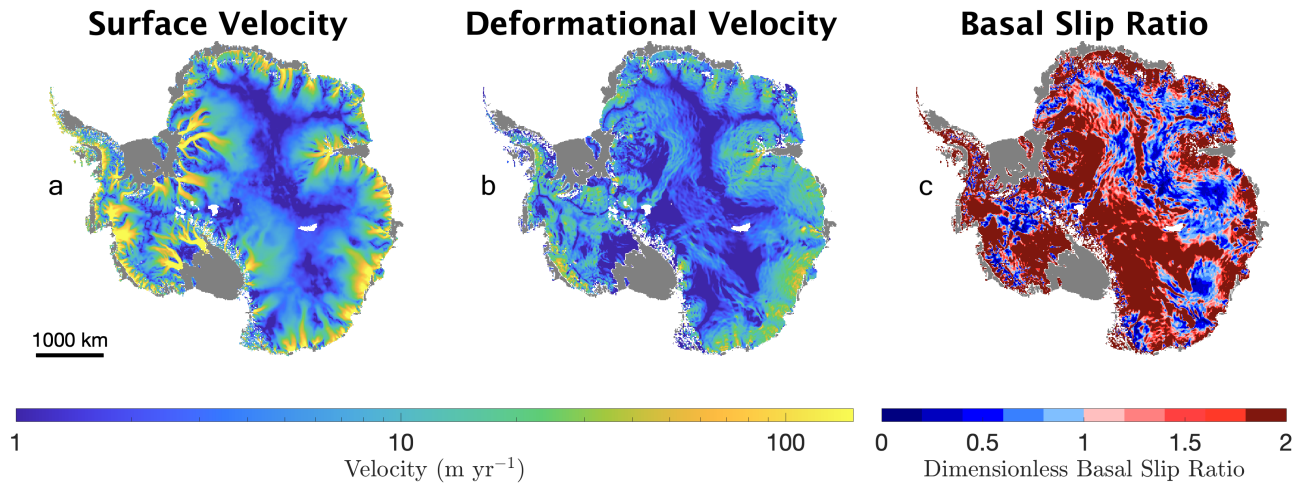 Surface Velocity
Deformational Velocity
Basal Slip Ratio
a
b
c
1000 km
1
10
100
0
0.5
1
1.5
2
Velocity (m yr⁻¹)
Dimensionless Basal Slip Ratio